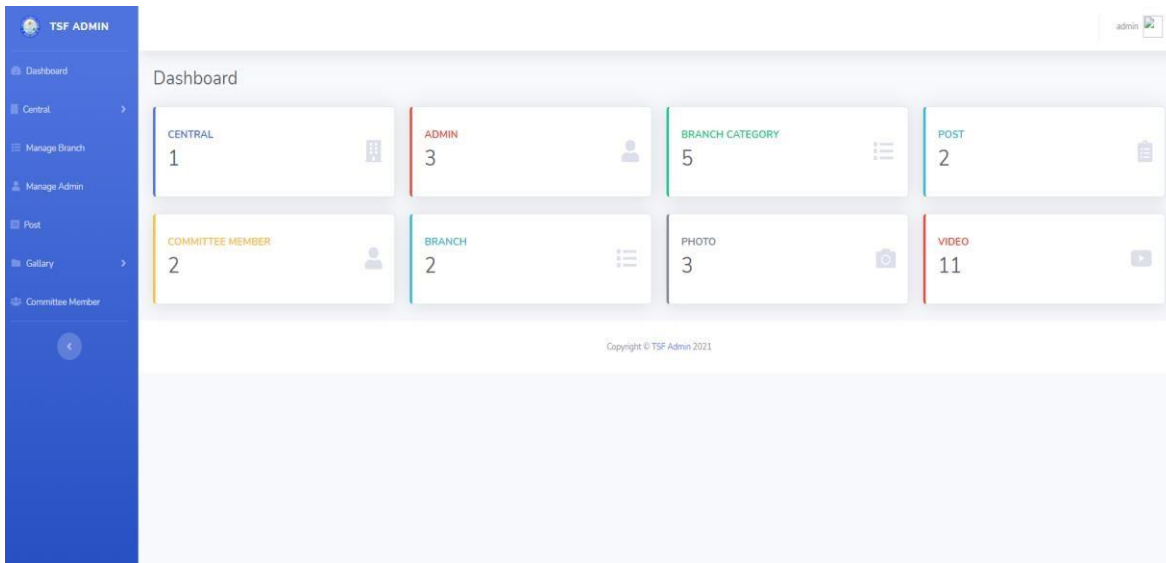 TSF ADMIN
admin
Dashboard
Central
Manage Branch
Manage Admin
Post
Gallary
Committee Member
Dashboard
CENTRAL
1
ADMIN
3
BRANCH CATEGORY
5
POST
2
COMMITTEE MEMBER
2
BRANCH
2
PHOTO
3
VIDEO
11
Copyright © TSF Admin 2021